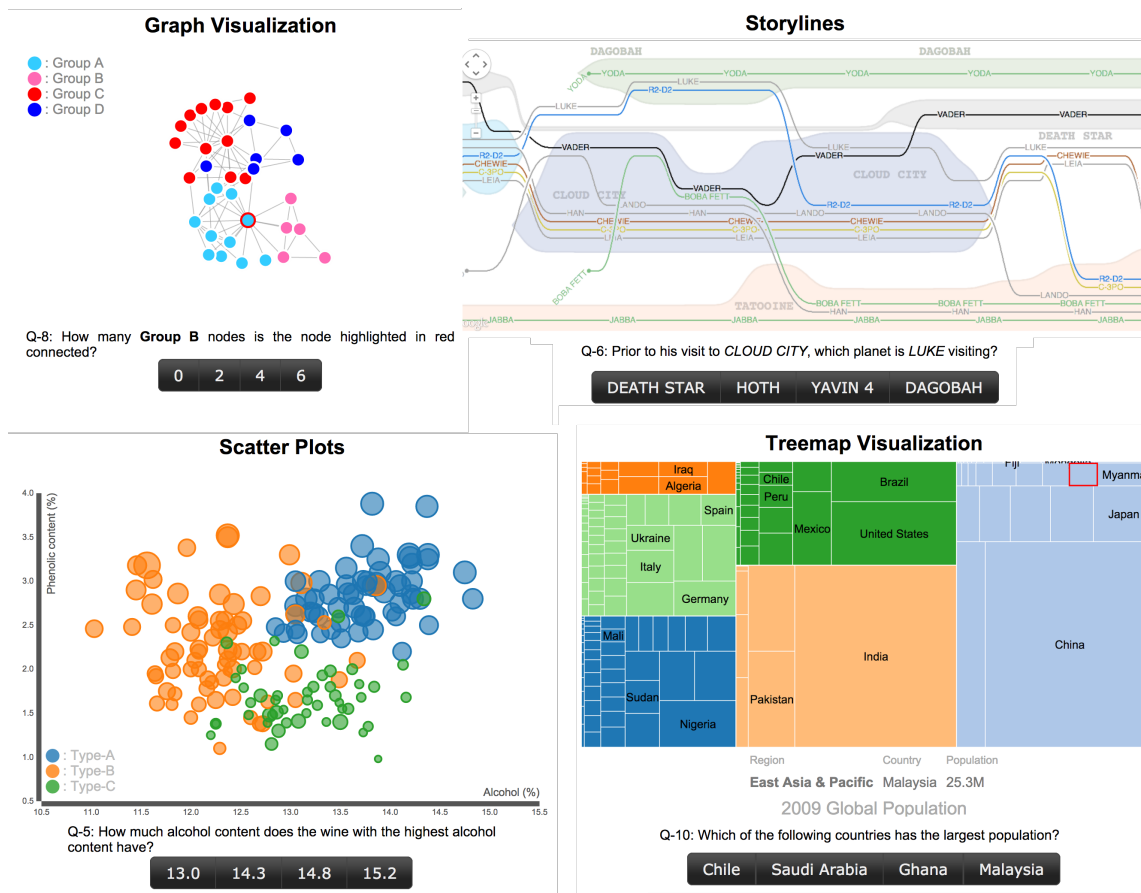 Graph Visualization
: Group A
: Group B
: Group C
: Group D
Q-8: How many Group B nodes is the node highlighted in red
connected?
0 2 4 6
Storylines
DAGOBAH DAGOBAH
YODA YODA YODA YODA YODA YODA
LUKE LUKE
R2-D2
VADER
DEATH STAR
VADER LUKE LUKE
R2-D2 VADER CHEWIE
CHEWIE LEIA
C-3PO CLOUD CITY
LEIA
CLOUD CITY VADER
BOBA FETT
LANDO R2-D2 R2-D2
HAN HAN LANDO LANDO
CHEWIE CHEWIE CHEWIE
C-3PO C-3PO C-3PO
LEIA LEIA LEIA
BOBA FETT R2-D2
C-3PO
LANDO
TATOOINE BOBA FETT BOBA FETT BOBA FETT
HAN HAN HAN
JABBA JABBA JABBA JABBA JABBA JABBA
Q-6: Prior to his visit to CLOUD CITY, which planet is LUKE visiting?
DEATH STAR HOTH YAVIN 4 DAGOBAH
Scatter Plots
Phenolic content (%)
4.0
3.5
3.0
2.5
2.0
1.5
1.0
0.5
: Type-A
: Type-B
: Type-C
Alcohol (%)
10.5 11.0 11.5 12.0 12.5 13.0 13.5 14.0 14.5 15.0 15.5
Q-5: How much alcohol content does the wine with the highest alcohol
content have?
13.0 14.3 14.8 15.2
Treemap Visualization
Iraq
Algeria
Spain
Ukraine
Italy
Germany
Mali
Sudan
Nigeria
Chile
Peru
Mexico
Brazil
United States
Pakistan
India
Fiji
Myanma
Japan
China
Region Country Population
East Asia & Pacific Malaysia 25.3M
2009 Global Population
Q-10: Which of the following countries has the largest population?
Chile Saudi Arabia Ghana Malaysia